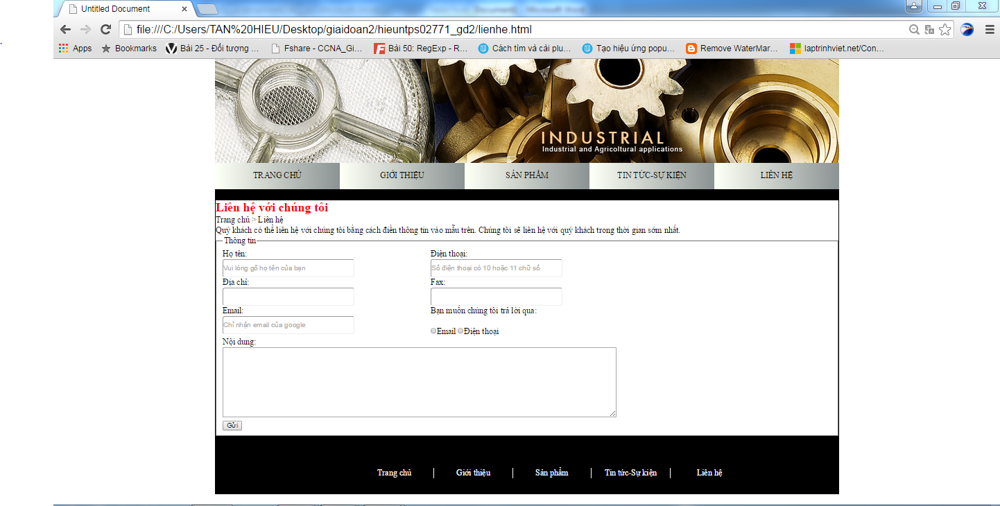 Untitled Document
file:///C:/Users/TAN%20HIEU/Desktop/giaidoan2/hieuntps02771_gd2/lienhe.html
Apps Bookmarks Bài 25 - Đối tượng ... Fshare - CCNA_Gi... Bài 50: RegExp - R... Cách tìm và cải plu... Tạo hiệu ứng popu... Remove WaterMar... laptrinhviet.net/Con...
INDUSTRIAL
Industrial and Agricoltural applications
TRANG CHỦ GIỚI THIỆU SẢN PHẨM TIN TỨC-SỰ KIỆN LIÊN HỆ
Liên hệ với chúng tôi
Trang chủ > Liên hệ
Quý khách có thể liên hệ với chúng tôi bằng cách điền thông tin vào mẫu trên. Chúng tôi sẽ liên hệ với quý khách trong thời gian sớm nhất.
Thông tin
Họ tên: Điện thoại:
Vui lòng gõ họ tên của bạn Số điện thoại có 10 hoặc 11 chữ số
Địa chỉ: Fax:
Email: Bạn muốn chúng tôi trả lời qua:
Chỉ nhận email của google
Email Điện thoại
Nội dung:
Gửi
Trang chủ Giới thiệu Sản phẩm Tin tức-Sự kiện Liên hệ